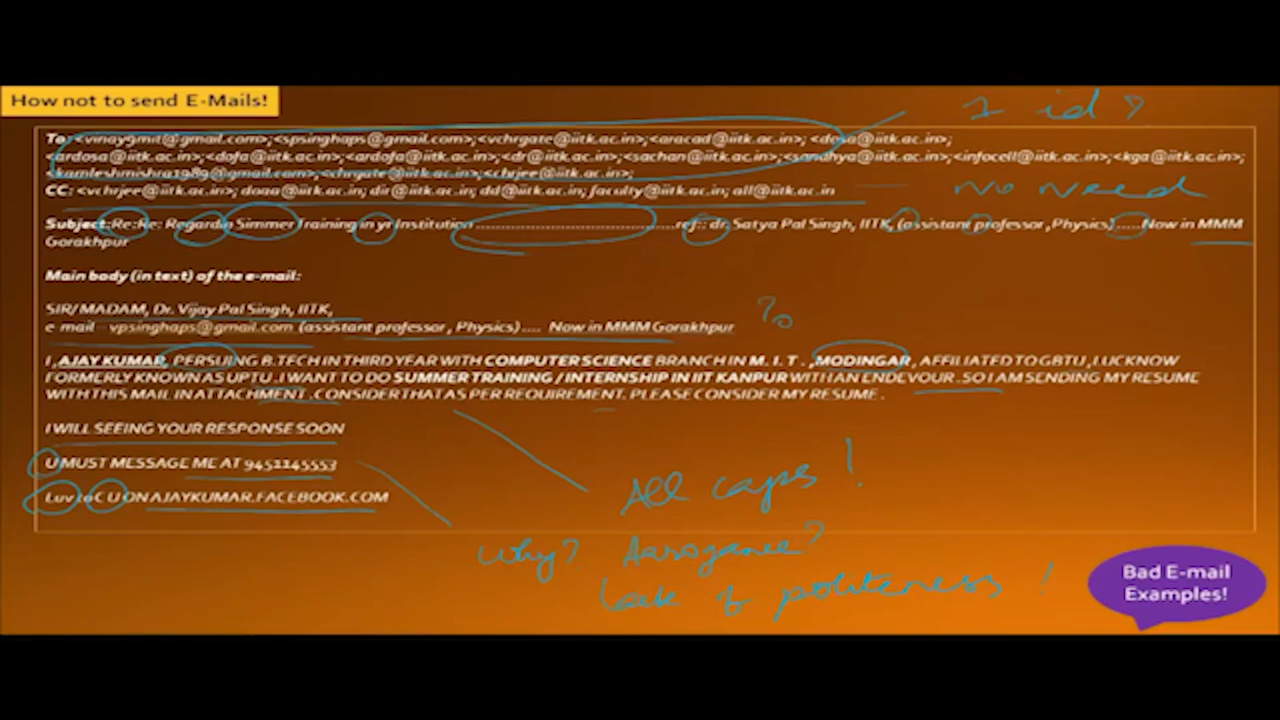 How not to send E-Mails!
1 id ?
To: <vinay9mit@gmail.com>;<spsinghaps@gmail.com>;<vchrgate@iitk.ac.in>;<aracad@iitk.ac.in>; <dosa@iitk.ac.in>;
<ardosa@iitk.ac.in>;<dofa@iitk.ac.in>;<ardofa@iitk.ac.in>;<dr@iitk.ac.in>;<sachan@iitk.ac.in>;<sandhya@iitk.ac.in>;<infocell@iitk.ac.in>;<kga@iitk.ac.in>;
<kamleshmishra1989@gmail.com>;<chrgate@iitk.ac.in>;<chrjee@iitk.ac.in>;
CC: <vchrjee@iitk.ac.in>; doaa@iitk.ac.in; dir@iitk.ac.in; dd@iitk.ac.in; faculty@iitk.ac.in; all@iitk.ac.in
No need
Subject:Re:Re: Regardin Simmer Training in yr Institution ............................................................ref:: dr. Satya Pal Singh, IITK, (assistant professor ,Physics) .....Now in MMM
Gorakhpur
Main body (in text) of the e-mail:
SIR/MADAM, Dr. Vijay Pal Singh, IITK,
e mail vpsinghaps@gmail.com (assistant professor , Physics) .... Now in MMM Gorakhpur
I , AJAY KUMAR, PERSUING B.TECH IN THIRD YEAR WITH COMPUTER SCIENCE BRANCH IN M. I. T . , MODINGAR , AFFILIATED TO GBTU , LUCKNOW
FORMERLY KNOWN AS UPTU . I WANT TO DO SUMMER TRAINING / INTERNSHIP IN IIT KANPUR WITH AN ENDEVOUR . SO I AM SENDING MY RESUME
WITH THIS MAIL IN ATTACHMENT .CONSIDER THAT AS PER REQUIREMENT. PLEASE CONSIDER MY RESUME .
I WILL SEEING YOUR RESPONSE SOON
U MUST MESSAGE ME AT 9451145553
All caps !
Luv to C U ON AJAYKUMAR.FACEBOOK.COM
Why? Arrogance?
Lack of politeness !
Bad E-mail
Examples!